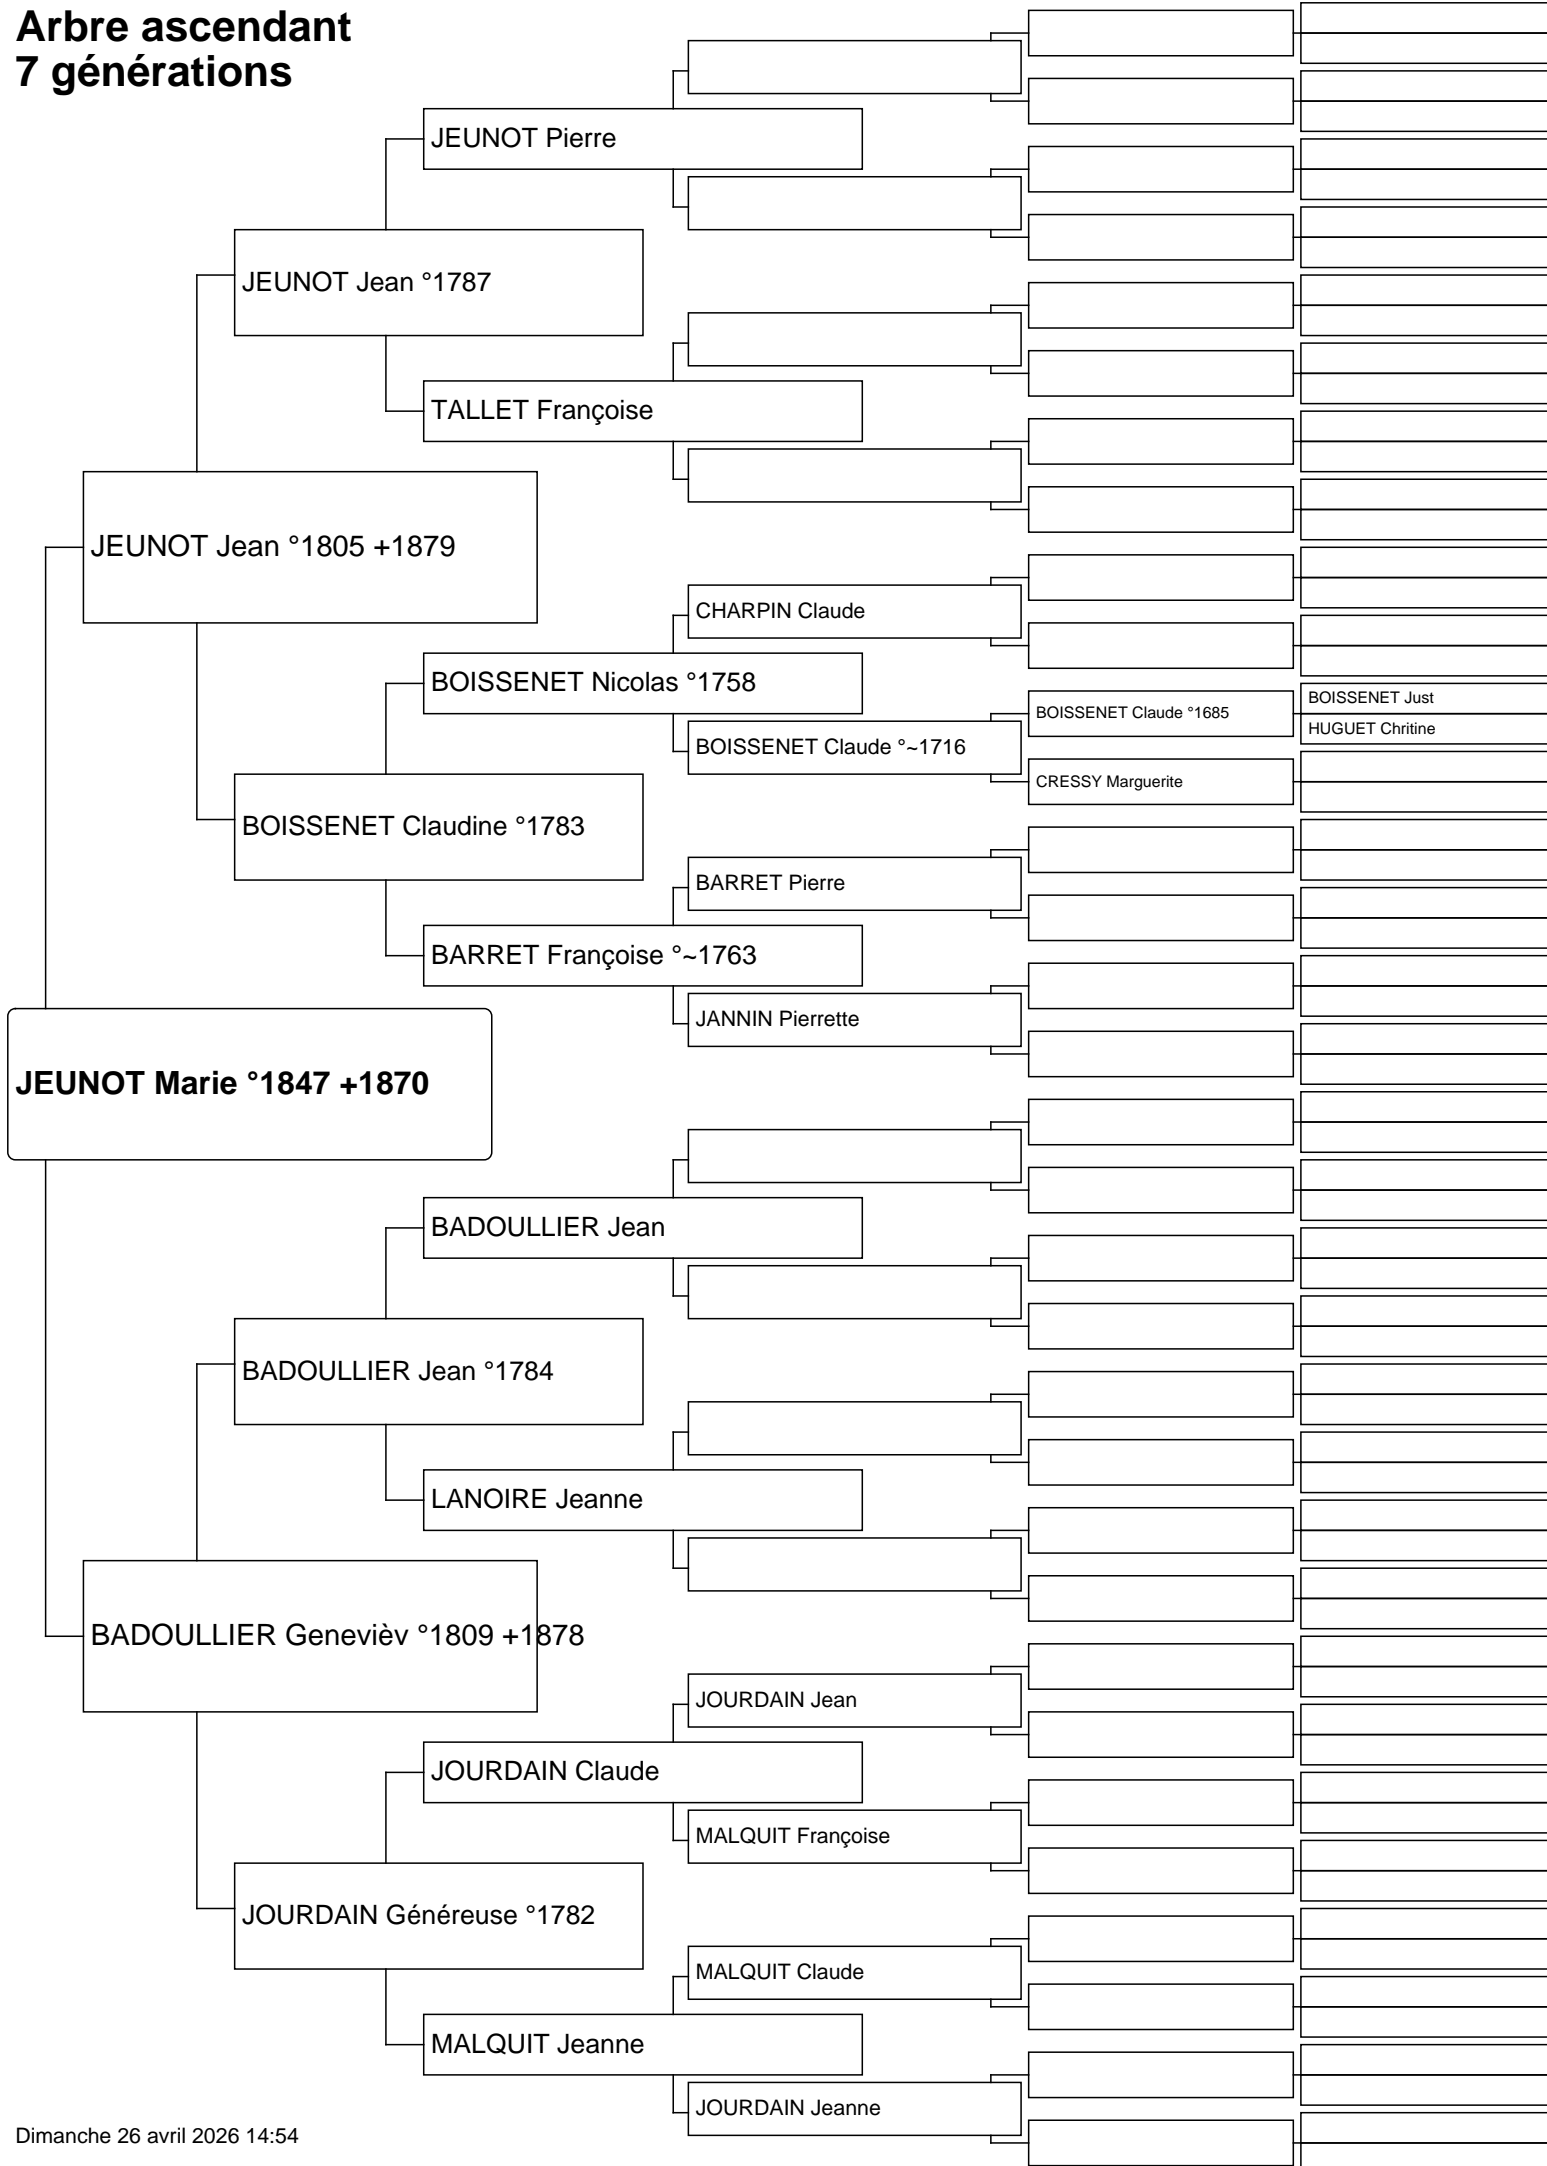 Arbre ascendant
7 générations
JEUNOT Pierre
JEUNOT Jean °1787
TALLET Françoise
JEUNOT Jean °1805 +1879
CHARPIN Claude
BOISSENET Nicolas °1758
BOISSENET Just
BOISSENET Claude °1685
HUGUET Chritine
BOISSENET Claude °~1716
CRESSY Marguerite
BOISSENET Claudine °1783
BARRET Pierre
BARRET Françoise °~1763
JANNIN Pierrette
JEUNOT Marie °1847 +1870
BADOULLIER Jean
BADOULLIER Jean °1784
LANOIRE Jeanne
BADOULLIER Genevièv °1809 +1878
JOURDAIN Jean
JOURDAIN Claude
MALQUIT Françoise
JOURDAIN Généreuse °1782
MALQUIT Claude
MALQUIT Jeanne
JOURDAIN Jeanne
Dimanche 26 avril 2026 14:54